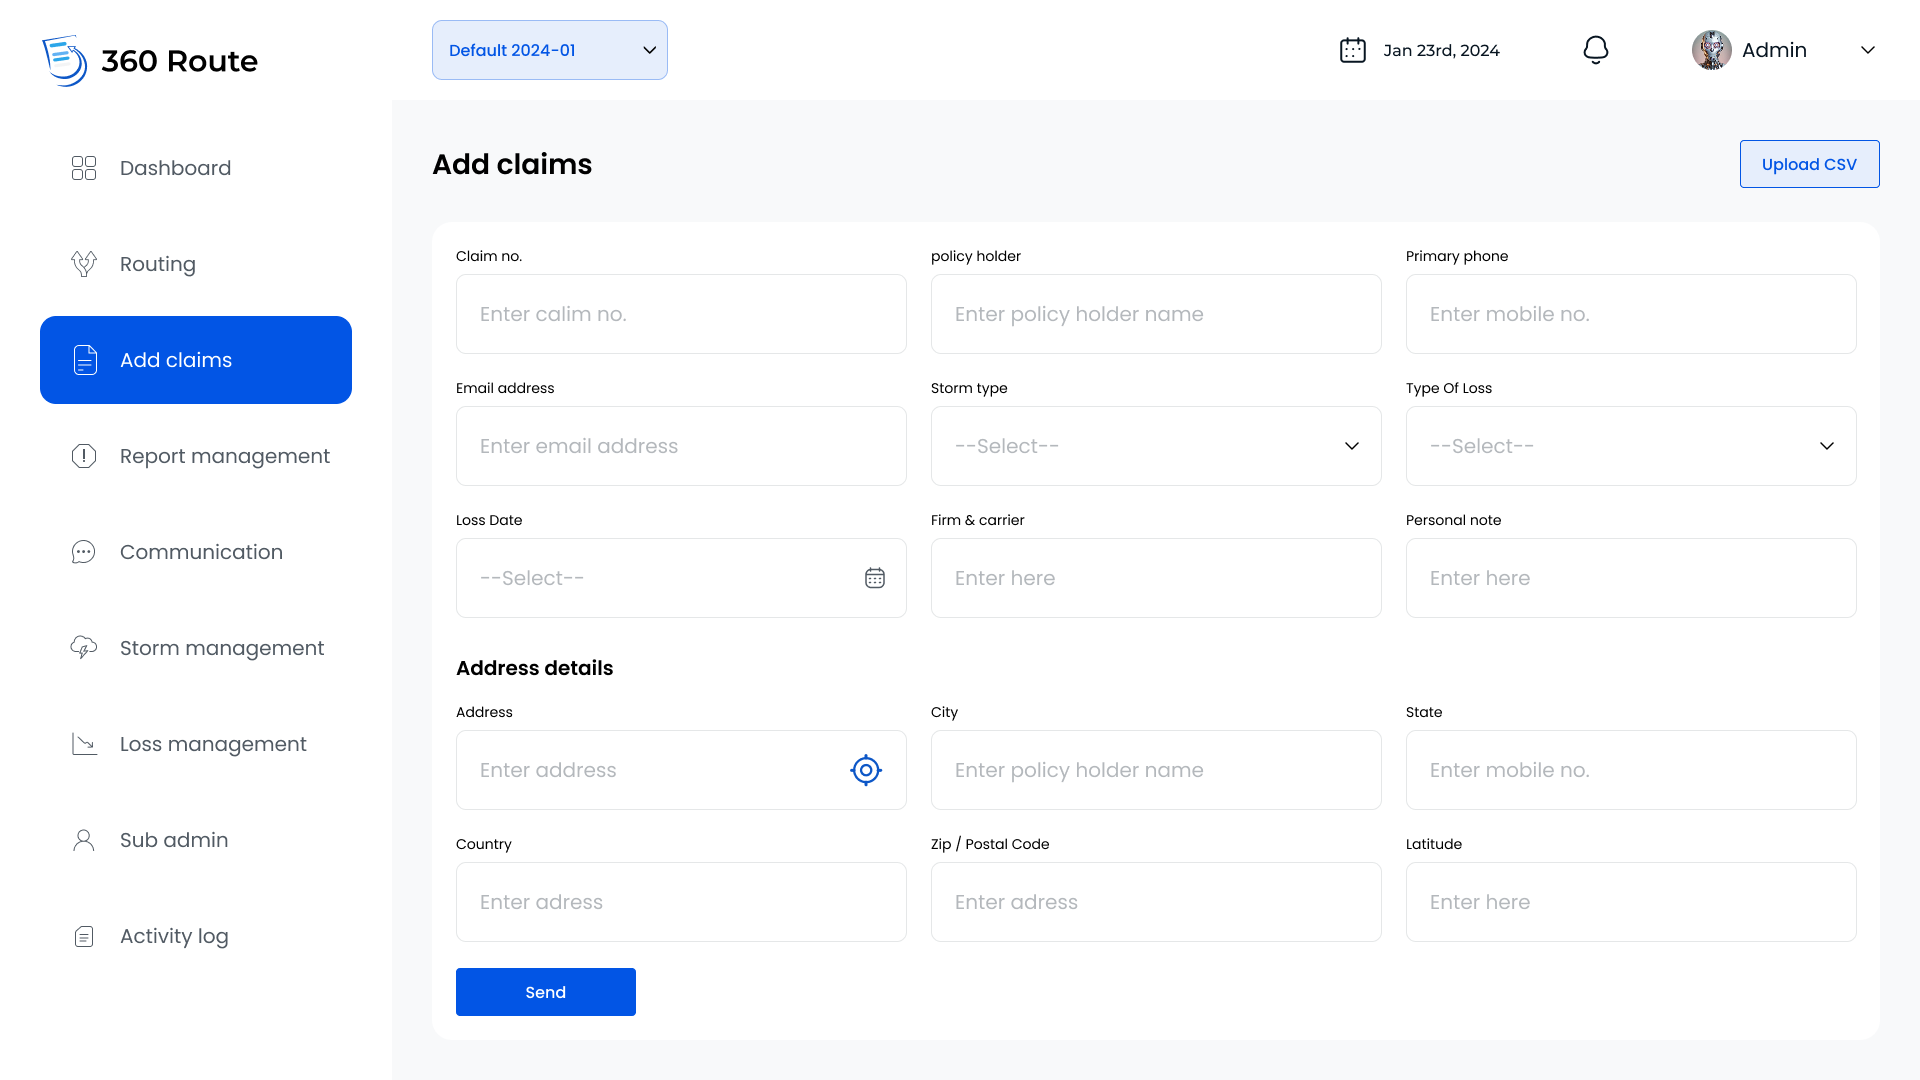 360 Route
Default 2024-01
Jan 23rd, 2024
Admin
Dashboard
Routing
Add claims
Report management
Communication
Storm management
Loss management
Sub admin
Activity log
Add claims
Upload CSV
Claim no.
policy holder
Primary phone
Enter calim no.
Enter policy holder name
Enter mobile no.
Email address
Storm type
Type Of Loss
Enter email address
--Select--
--Select--
Loss Date
Firm & carrier
Personal note
--Select--
Enter here
Enter here
Address details
Address
City
State
Enter address
Enter policy holder name
Enter mobile no.
Country
Zip / Postal Code
Latitude
Enter adress
Enter adress
Enter here
Send